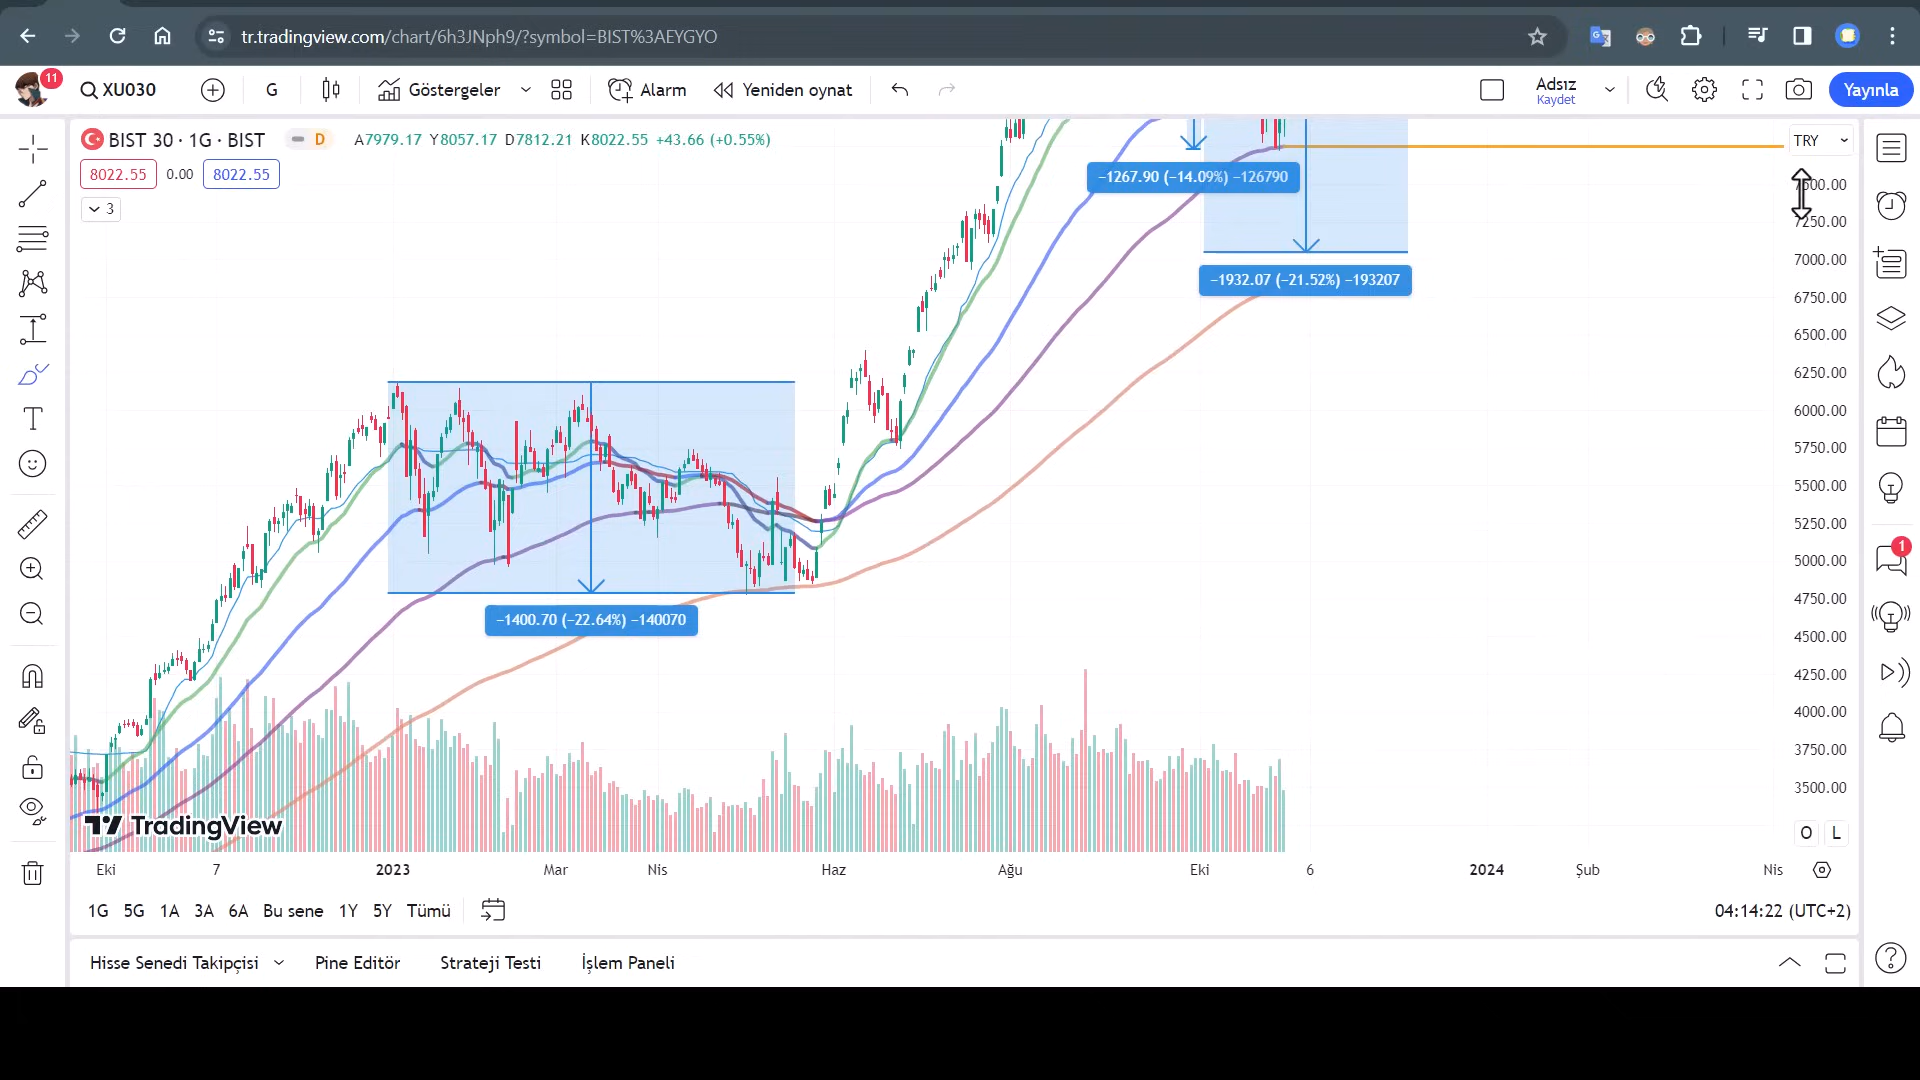 tr.tradingview.com/chart/6h3JNph9/?symbol=BIST%3AEYGYO
11
XU030
G
Göstergeler
Alarm
Yeniden oynat
Adsız
Kaydet
Yayınla
BIST 30 · 1G · BIST
D
A7979.17 Y8057.17 D7812.21 K8022.55 +43.66 (+0.55%)
TRY
8022.55 0.00 8022.55
3
−1267.90 (−14.09%) −126790
−1932.07 (−21.52%) −193207
−1400.70 (−22.64%) −140070
7500.00
7250.00
7000.00
6750.00
6500.00
6250.00
6000.00
5750.00
5500.00
5250.00
5000.00
4750.00
4500.00
4250.00
4000.00
3750.00
3500.00
1
TradingView
O L
Eki 7 2023 Mar Nis Haz Ağu Eki 6 2024 Şub Nis
1G 5G 1A 3A 6A Bu sene 1Y 5Y Tümü
04:14:22 (UTC+2)
Hisse Senedi Takipçisi Pine Editör Strateji Testi İşlem Paneli